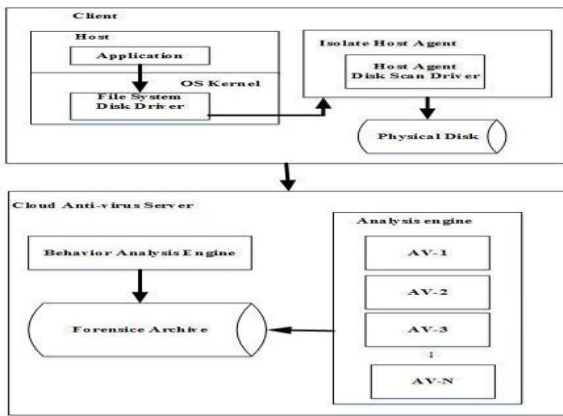 Client
Host
Application
OS Kernel
File System
Disk Driver
Isolate Host Agent
Host Agent
Disk Scan Driver
Physical Disk
Cloud Anti-virus Server
Behavior Analysis Engine
Forensice Archive
Analysis engine
AV-1
AV-2
AV-3
⋮
AV-N